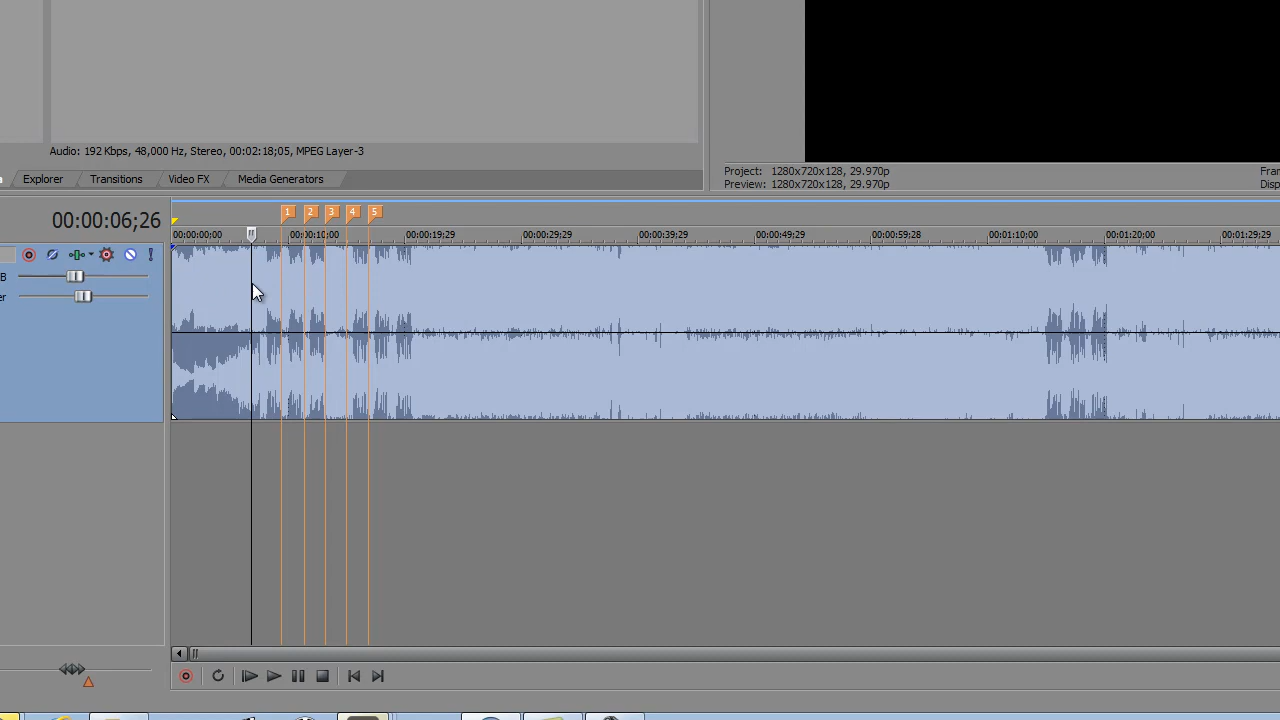 Audio: 192 Kbps, 48,000 Hz, Stereo, 00:02:18;05, MPEG Layer-3
Explorer Transitions Video FX Media Generators
Project: 1280x720x128, 29.970p Fran
Preview: 1280x720x128, 29.970p Disp
00:00:06;26
1 2 3 4 5
00:00:00;00 00:00:10;00 00:00:19;29 00:00:29;29 00:00:39;29 00:00:49;29 00:00:59;28 00:01:10;00 00:01:20;00 00:01:29;29
B
er